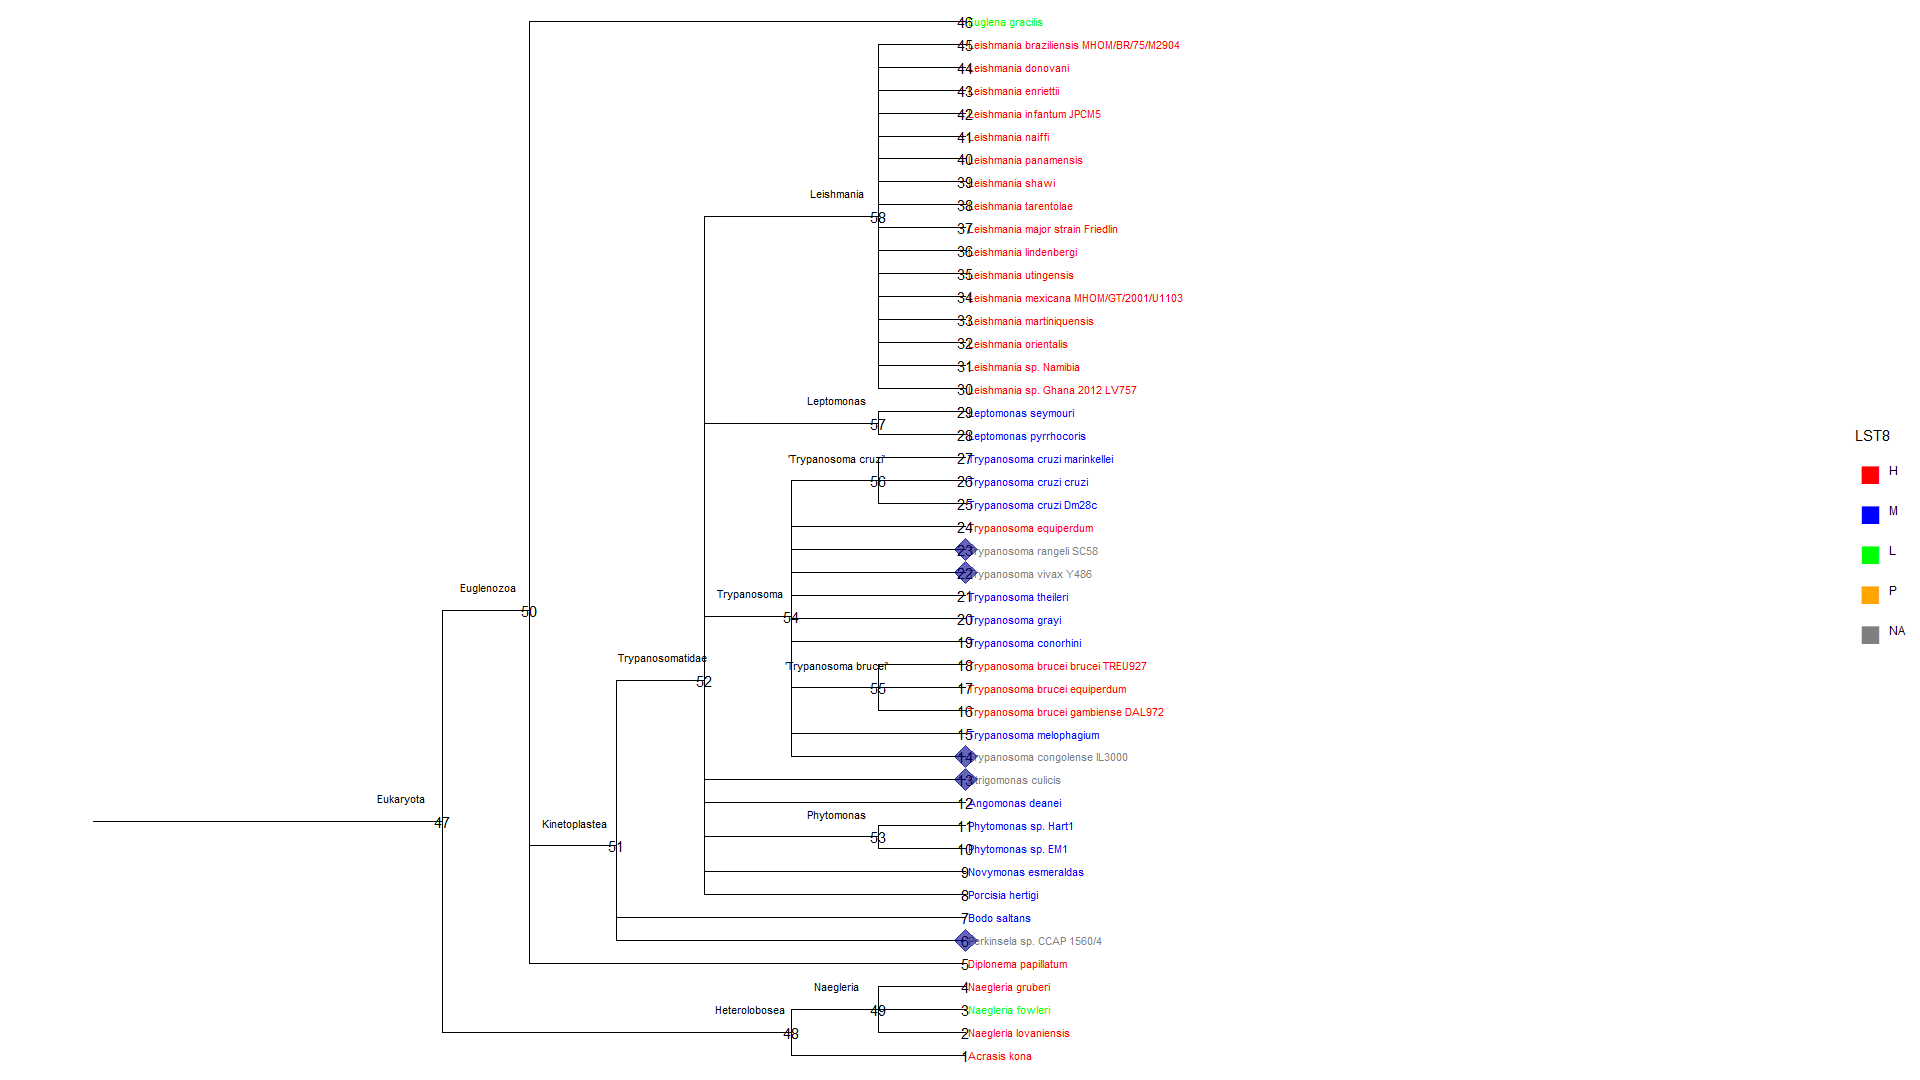 46 Euglena gracilis
45 Leishmania braziliensis MHOM/BR/75/M2904
44 Leishmania donovani
43 Leishmania enriettii
42 Leishmania infantum JPCM5
41 Leishmania naiffi
40 Leishmania panamensis
39 Leishmania shawi
Leishmania
38 Leishmania tarentolae
58
37 Leishmania major strain Friedlin
36 Leishmania lindenbergi
35 Leishmania utingensis
34 Leishmania mexicana MHOM/GT/2001/U1103
33 Leishmania martiniquensis
32 Leishmania orientalis
31 Leishmania sp. Namibia
30 Leishmania sp. Ghana 2012 LV757
Leptomonas
29 Leptomonas seymouri
57
28 Leptomonas pyrrhocoris
'Trypanosoma cruzi'
27 Trypanosoma cruzi marinkellei
56
26 Trypanosoma cruzi cruzi
25 Trypanosoma cruzi Dm28c
24 Trypanosoma equiperdum
23 Trypanosoma rangeli SC58
22 Trypanosoma vivax Y486
Euglenozoa
Trypanosoma
21 Trypanosoma theileri
50
54
20 Trypanosoma grayi
19 Trypanosoma conorhini
Trypanosomatidae
'Trypanosoma brucei'
18 Trypanosoma brucei brucei TREU927
52
55
17 Trypanosoma brucei equiperdum
16 Trypanosoma brucei gambiense DAL972
15 Trypanosoma melophagium
14 Trypanosoma congolense IL3000
13 Strigomonas culicis
Eukaryota
12 Angomonas deanei
47
Kinetoplastea
Phytomonas
11 Phytomonas sp. Hart1
51
53
10 Phytomonas sp. EM1
9 Novymonas esmeraldas
8 Porcisia hertigi
7 Bodo saltans
6 Perkinsela sp. CCAP 1560/4
5 Diplonema papillatum
Naegleria
4 Naegleria gruberi
Heterolobosea
49
3 Naegleria fowleri
48
2 Naegleria lovaniensis
1 Acrasis kona
LST8
H
M
L
P
NA